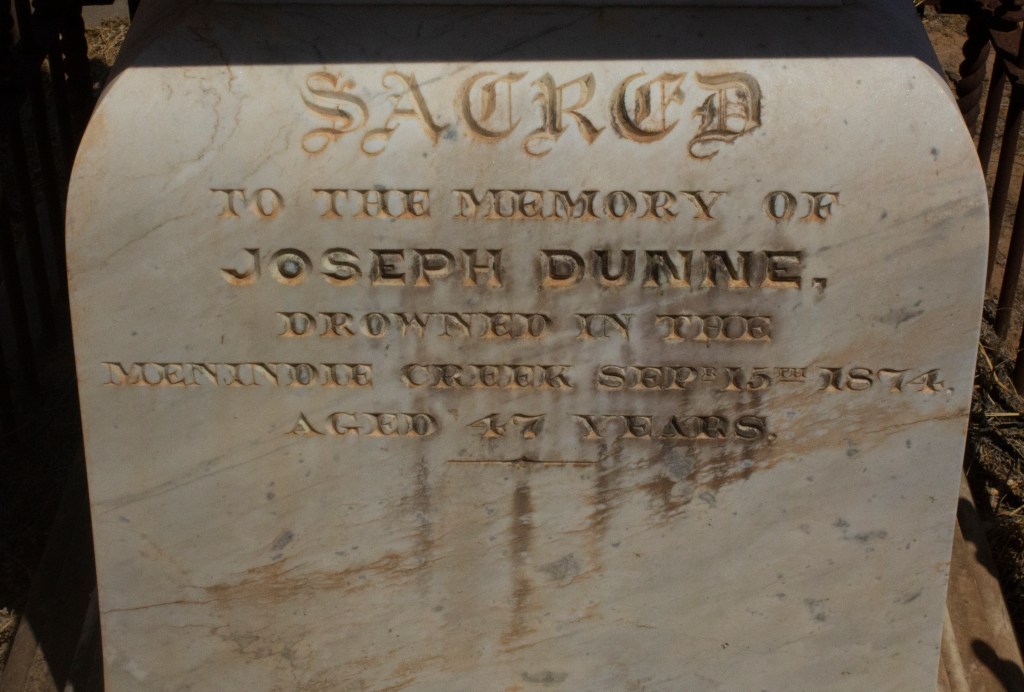 SACRED
TO THE MEMORY OF
JOSEPH DUNNE,
DROWNED IN THE
MENINDIE CREEK SEPR 15TH 1874.
AGED 47 YEARS.